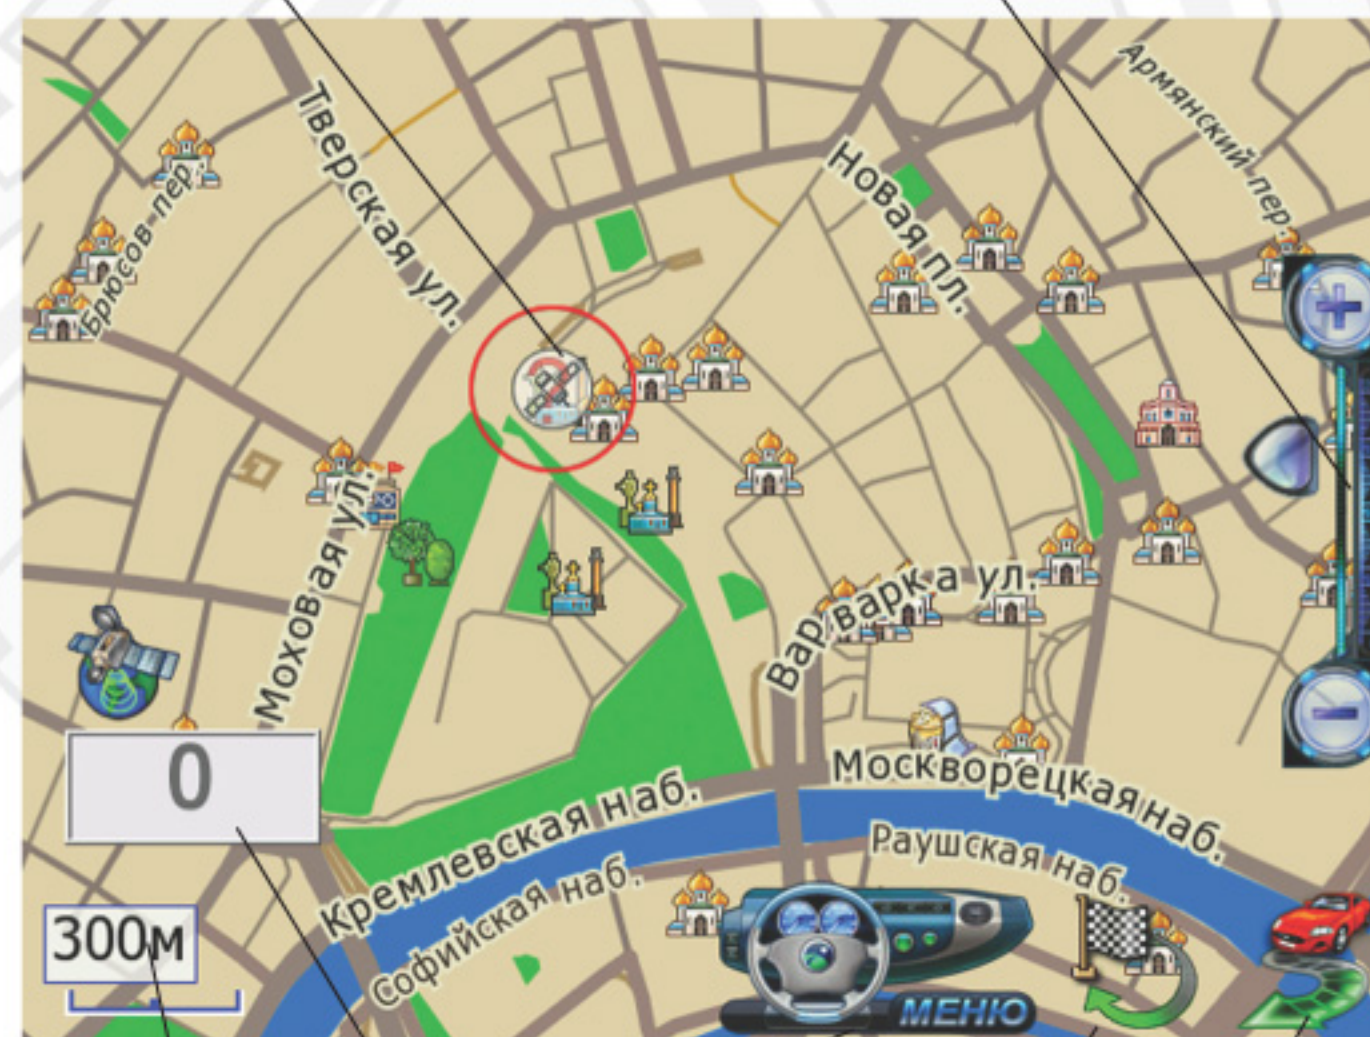 Армянский пер.
Тверская ул.
Новая пл.
Брюсов пер.
Моховая ул.
Варварка ул.
0
Москворецкая наб.
Кремлевская наб.
Раушская наб.
Софийская наб.
300м
МЕНЮ